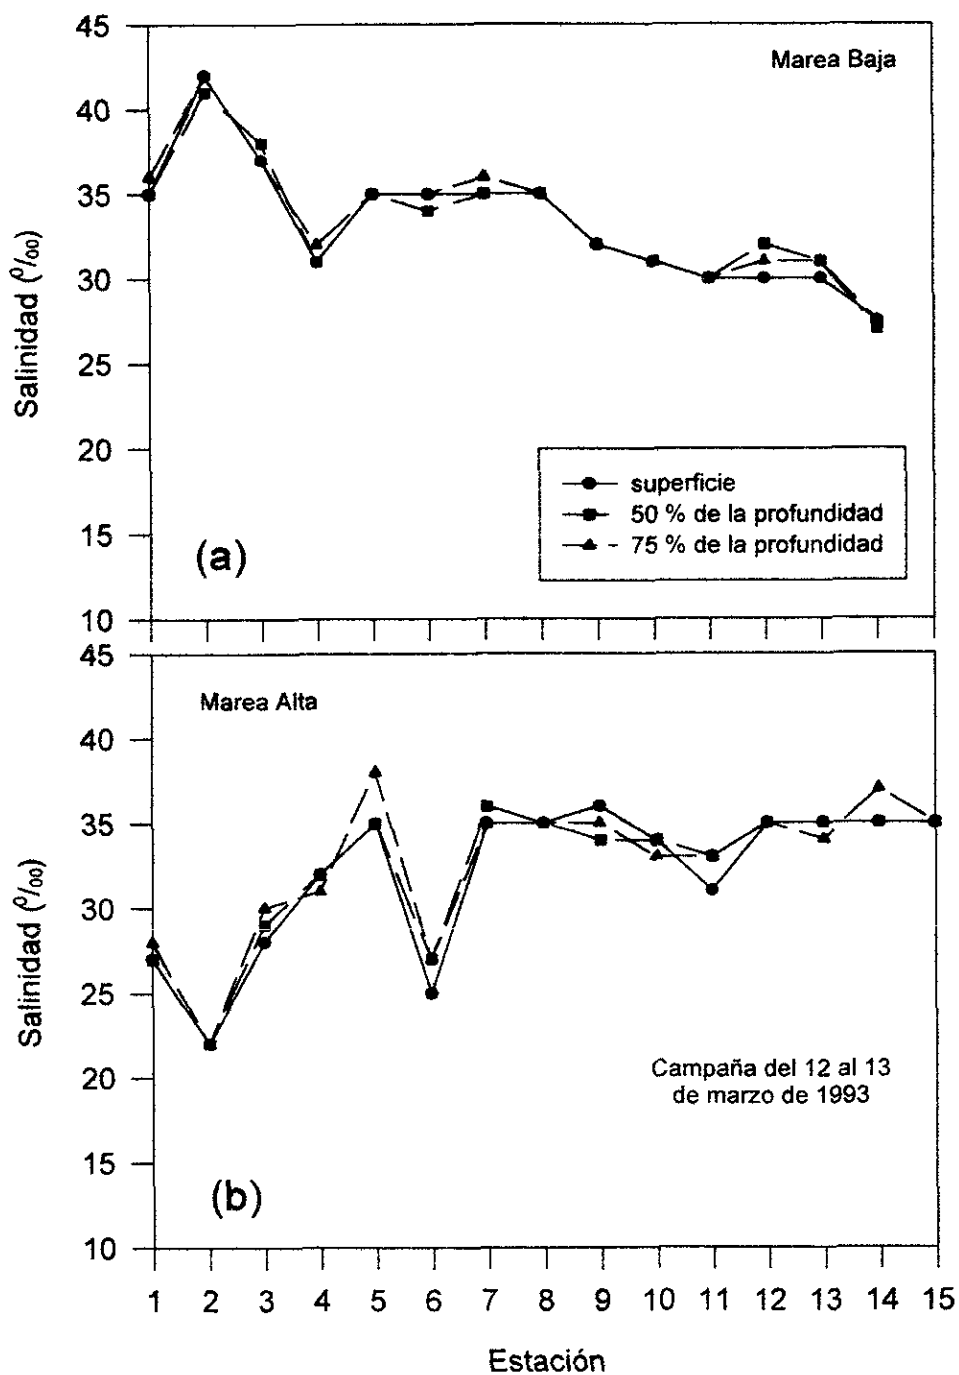 45
40
35
30
25
20
15
10
Salinidad (º/₀₀)
Marea Baja
superficie
50 % de la profundidad
75 % de la profundidad
(a)
45
40
35
30
25
20
15
10
Salinidad (º/₀₀)
Marea Alta
Campaña del 12 al 13
de marzo de 1993
(b)
1 2 3 4 5 6 7 8 9 10 11 12 13 14 15
Estación